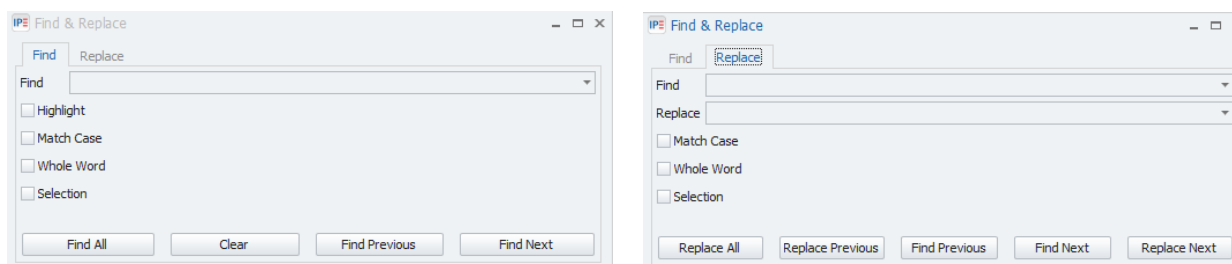 IPE Find & Replace
Find Replace
Find
Highlight
Match Case
Whole Word
Selection
Find All Clear Find Previous Find Next
IPE Find & Replace
Find Replace
Find
Replace
Match Case
Whole Word
Selection
Replace All Replace Previous Find Previous Find Next Replace Next